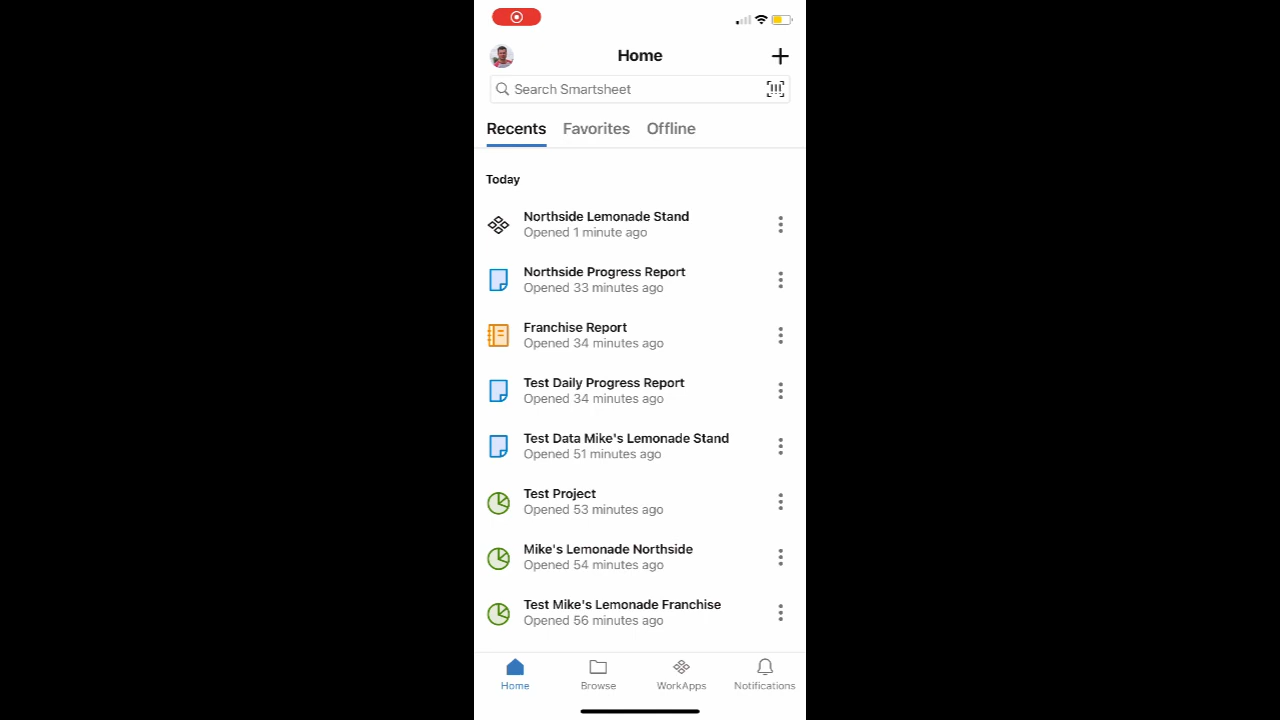 Home
Search Smartsheet
Recents Favorites Offline
Today
Northside Lemonade Stand
Opened 1 minute ago
Northside Progress Report
Opened 33 minutes ago
Franchise Report
Opened 34 minutes ago
Test Daily Progress Report
Opened 34 minutes ago
Test Data Mike's Lemonade Stand
Opened 51 minutes ago
Test Project
Opened 53 minutes ago
Mike's Lemonade Northside
Opened 54 minutes ago
Test Mike's Lemonade Franchise
Opened 56 minutes ago
Home Browse WorkApps Notifications